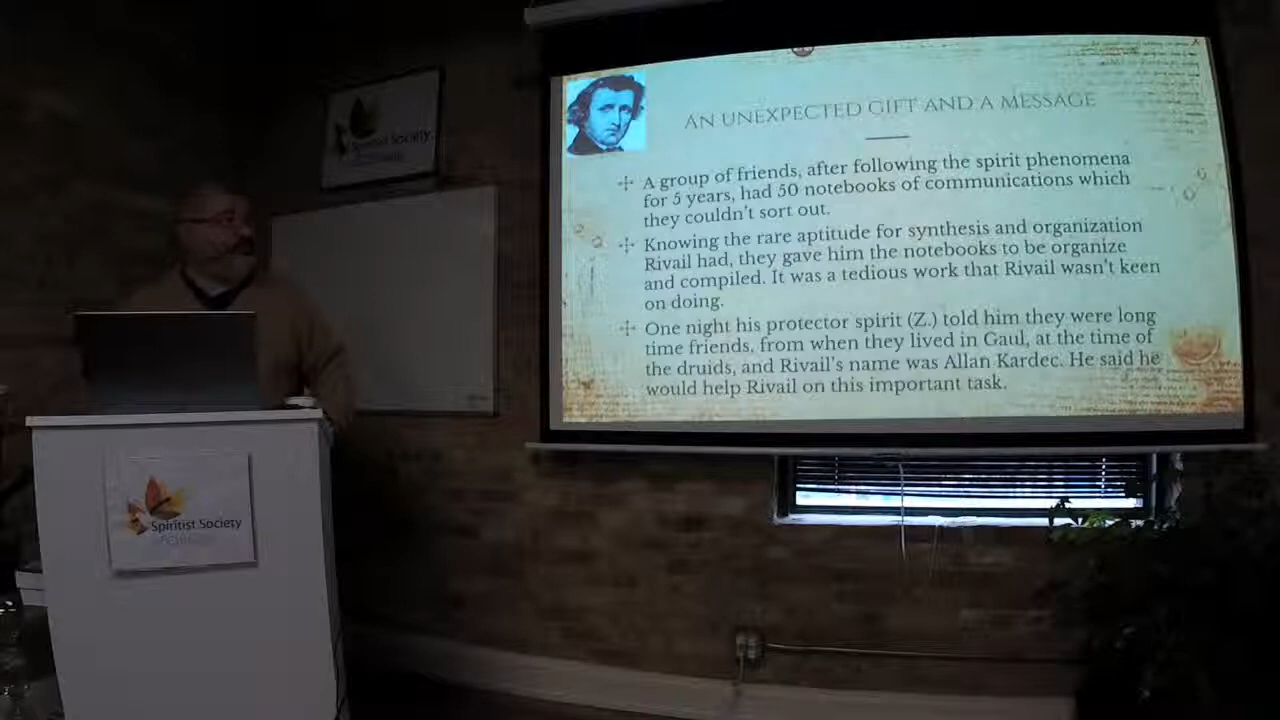 AN UNEXPECTED GIFT AND A MESSAGE
A group of friends, after following the spirit phenomena
for 5 years, had 50 notebooks of communications which
they couldn't sort out.
Knowing the rare aptitude for synthesis and organization
Rivail had, they gave him the notebooks to be organize
and compiled. It was a tedious work that Rivail wasn't keen
on doing.
One night his protector spirit (Z.) told him they were long
time friends, from when they lived in Gaul, at the time of
the druids, and Rivail's name was Allan Kardec. He said he
would help Rivail on this important task.
Spiritist Society
Spiritist Society